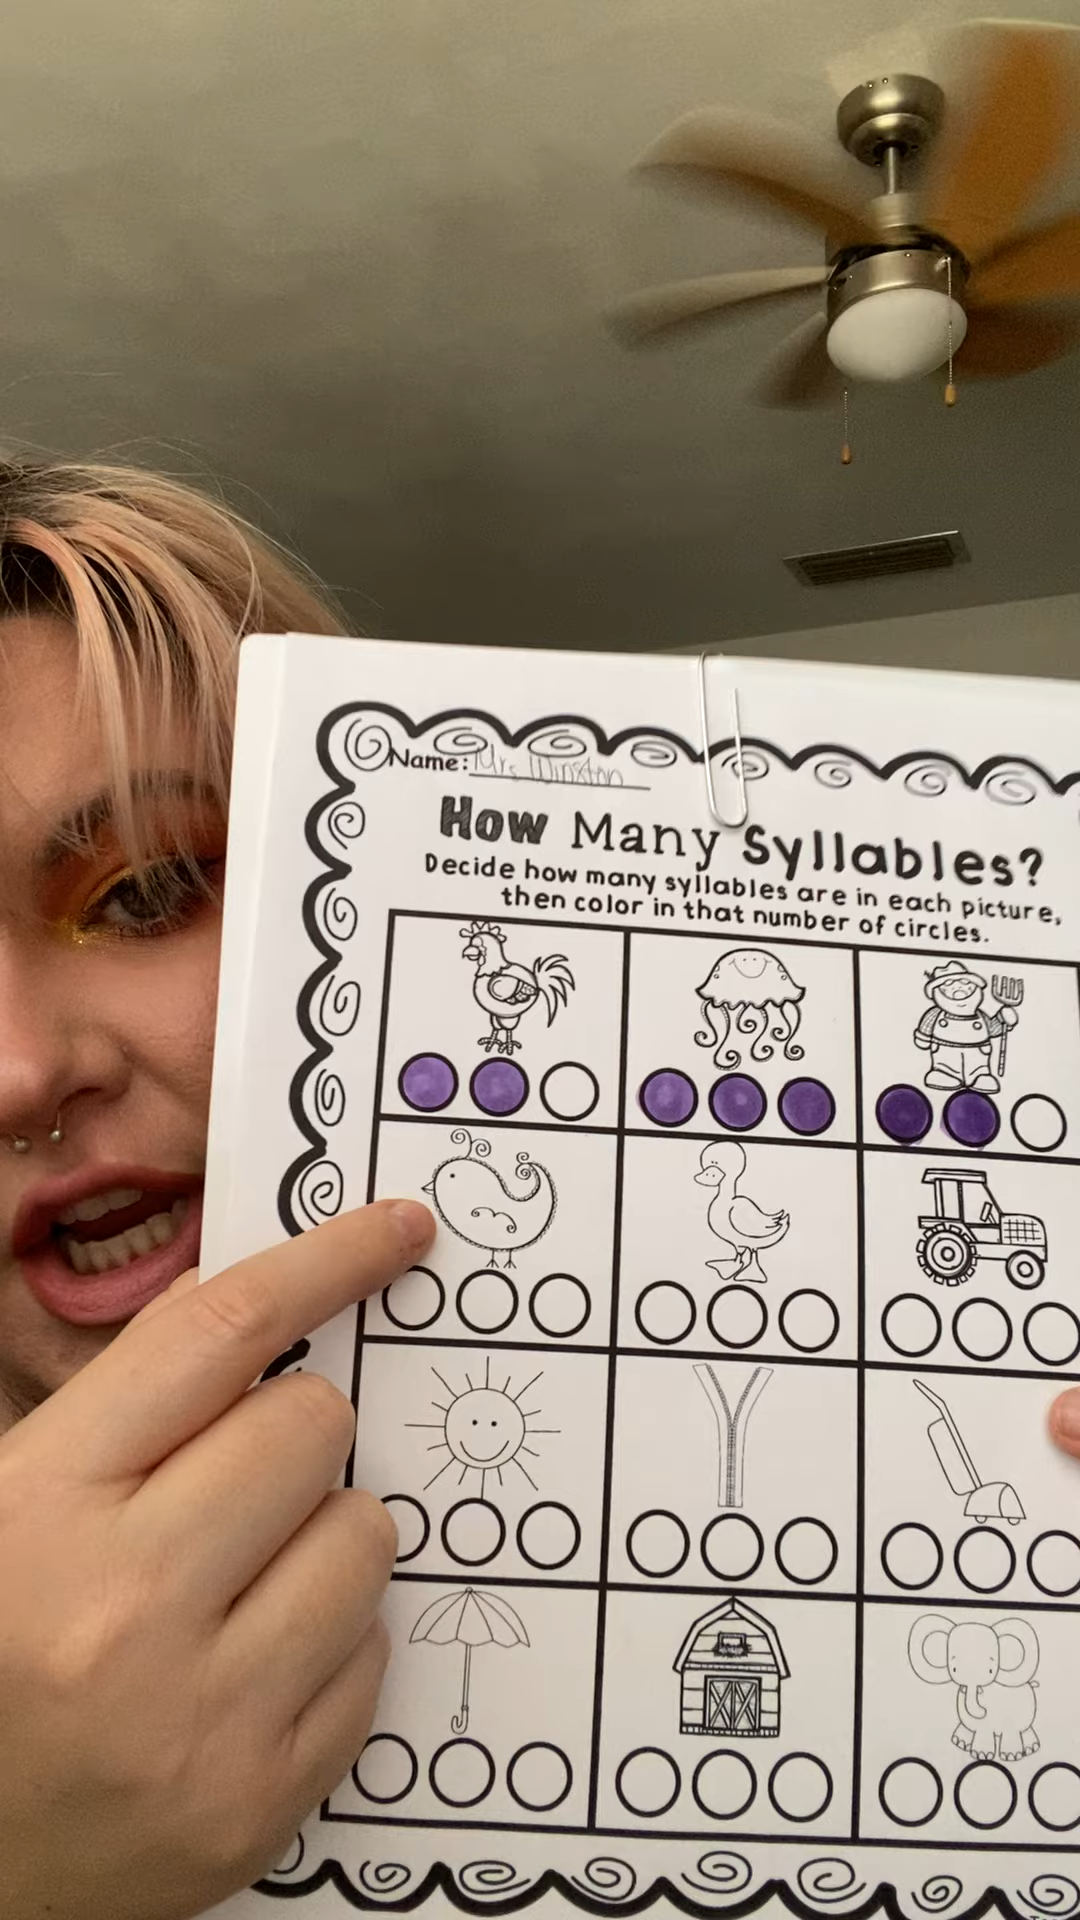 Name: Mrs Winston
How Many Syllables?
Decide how many syllables are in each picture,
then color in that number of circles.